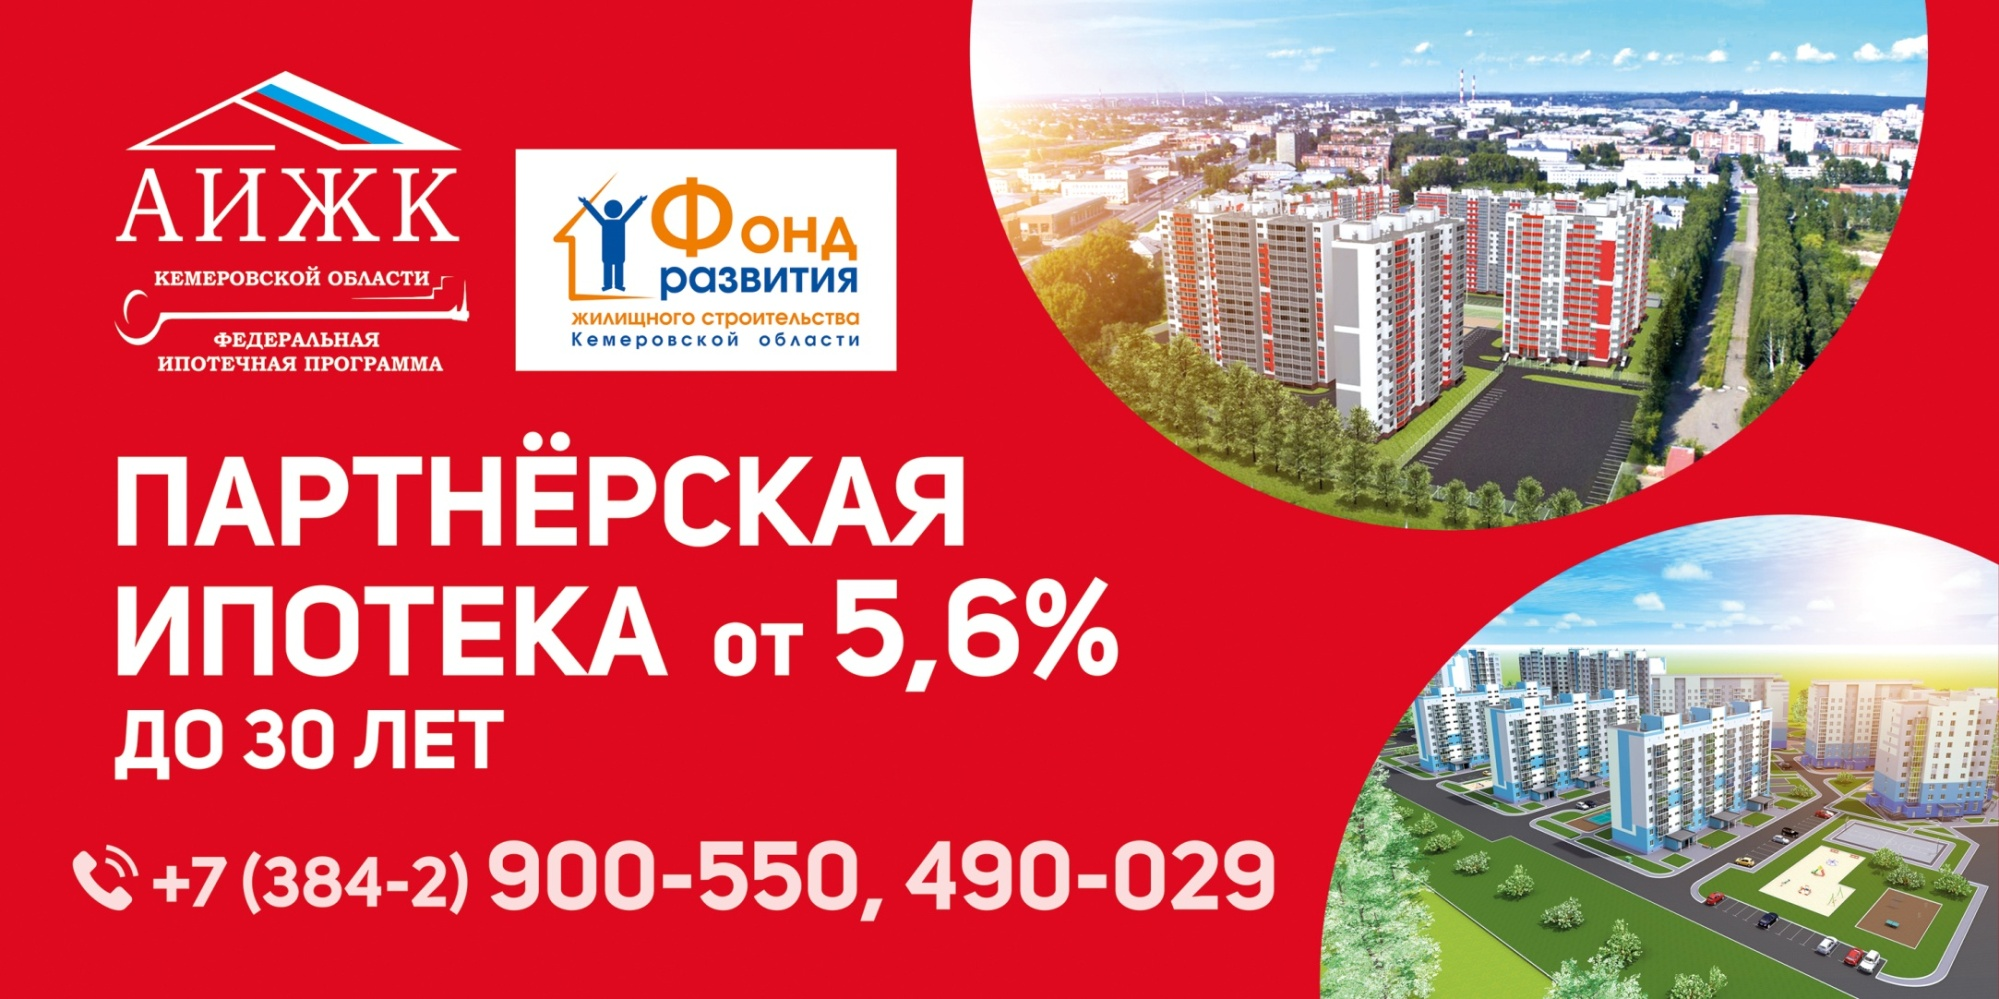 АИЖК
КЕМЕРОВСКОЙ ОБЛАСТИ
ФЕДЕРАЛЬНАЯ
ИПОТЕЧНАЯ ПРОГРАММА
Фонд
развития
жилищного строительства
Кемеровской области
ПАРТНЁРСКАЯ
ИПОТЕКА от 5,6%
ДО 30 ЛЕТ
+7 (384-2) 900-550, 490-029